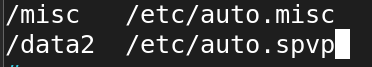 /misc   /etc/auto.misc
/data2  /etc/auto.spvp